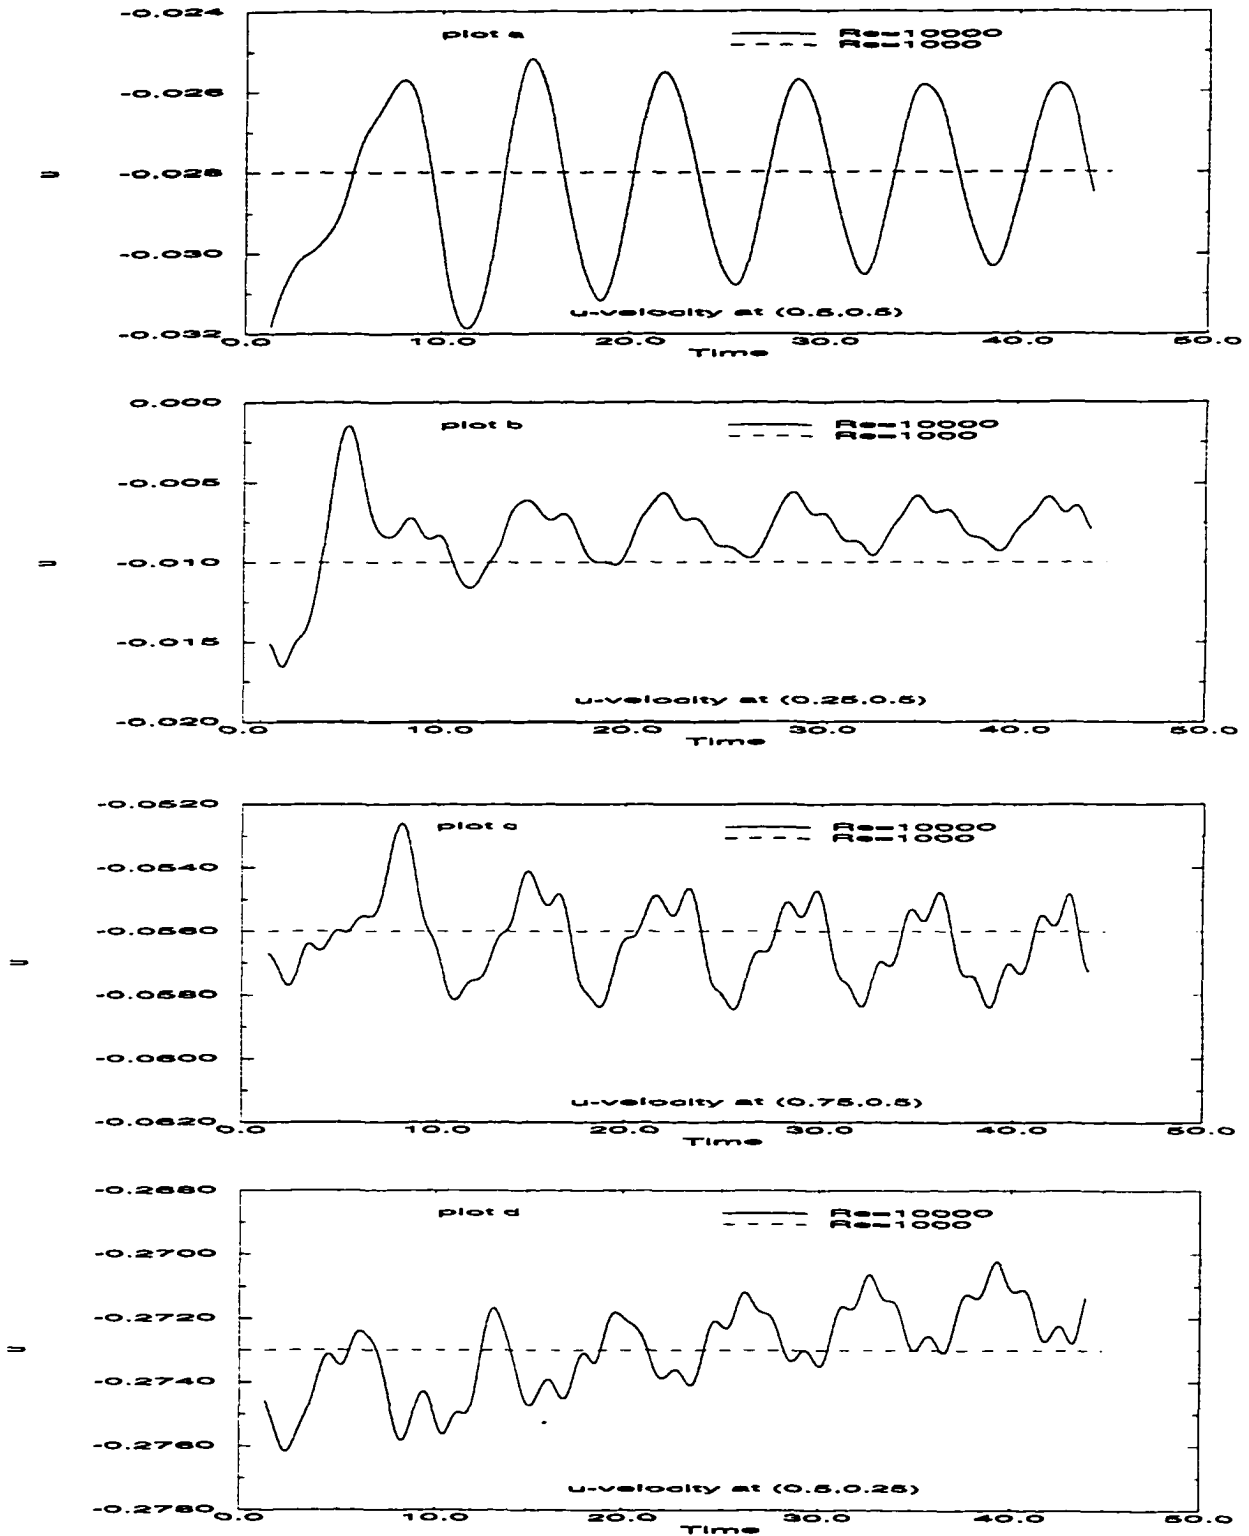 -0.024
plot a
Re=10000
Re=1000
-0.026
u
-0.028
-0.030
u-velocity at (0.5,0.5)
-0.032
0.0 10.0 20.0 30.0 40.0 50.0
Time
0.000
plot b
Re=10000
Re=1000
-0.005
u
-0.010
-0.015
u-velocity at (0.25,0.5)
-0.020
0.0 10.0 20.0 30.0 40.0 50.0
Time
-0.0520
plot c
Re=10000
Re=1000
-0.0540
-0.0560
u
-0.0580
-0.0600
u-velocity at (0.75,0.5)
-0.0620
0.0 10.0 20.0 30.0 40.0 50.0
Time
-0.2680
plot d
Re=10000
Re=1000
-0.2700
-0.2720
u
-0.2740
-0.2760
u-velocity at (0.5,0.25)
-0.2780
0.0 10.0 20.0 30.0 40.0 50.0
Time